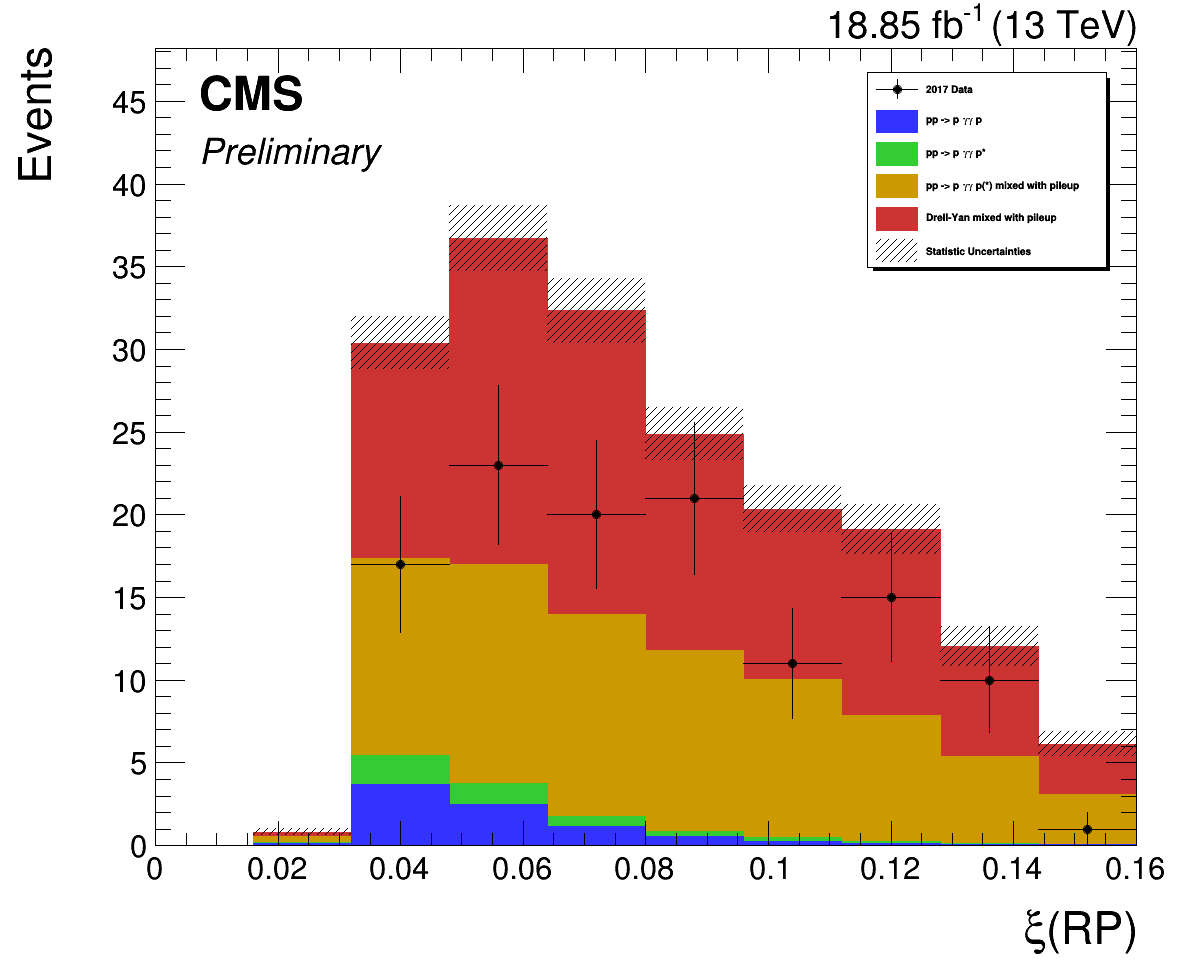 18.85 fb-1 (13 TeV)
Events
CMS
Preliminary
2017 Data
pp -> p γγ p
pp -> p γγ p*
pp -> p γγ p(*) mixed with pileup
Drell-Yan mixed with pileup
Statistic Uncertainties
45
40
35
30
25
20
15
10
5
0
0 0.02 0.04 0.06 0.08 0.1 0.12 0.14 0.16
ξ(RP)